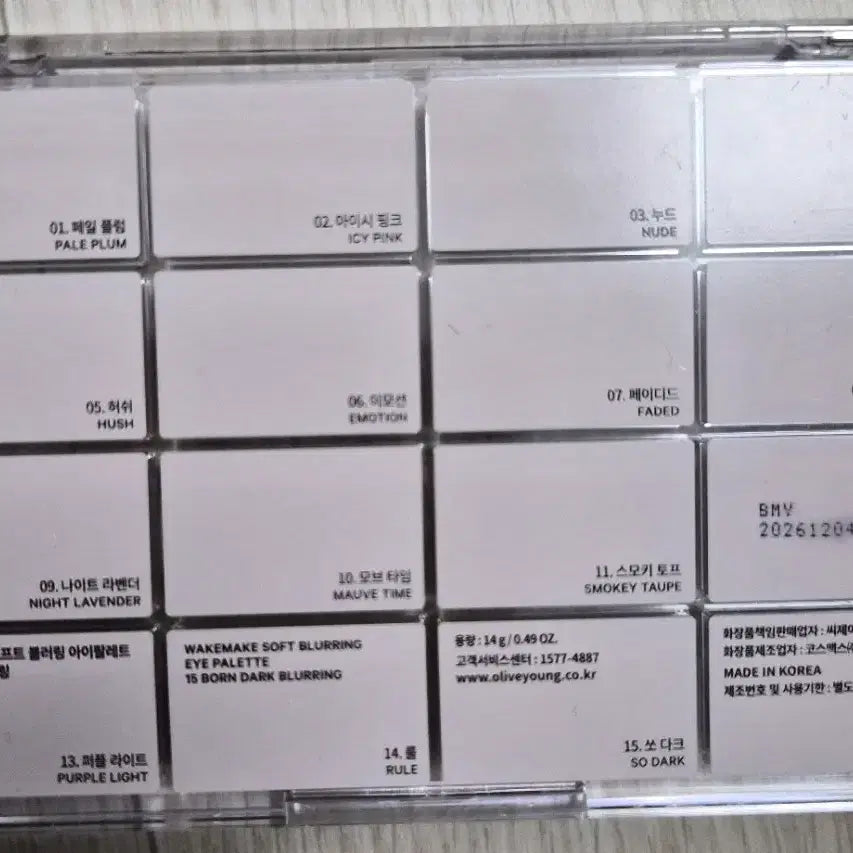 01. 페일 플럼
PALE PLUM
02. 아이시 핑크
ICY PINK
03. 누드
NUDE
05. 허쉬
HUSH
06. 이모션
EMOTION
07. 페이디드
FADED
09. 나이트 라벤더
NIGHT LAVENDER
10. 모브 타임
MAUVE TIME
11. 스모키 토프
SMOKEY TAUPE
BMV
20261204
프트 블러링 아이팔레트
링
13. 퍼플 라이트
PURPLE LIGHT
WAKEMAKE SOFT BLURRING
EYE PALETTE
15 BORN DARK BLURRING
14. 룰
RULE
용량 : 14 g / 0.49 OZ.
고객서비스센터 : 1577-4887
www.oliveyoung.co.kr
15. 쏘 다크
SO DARK
화장품책임판매업자 : 씨제이
화장품제조업자 : 코스맥스㈜
MADE IN KOREA
제조번호 및 사용기한 : 별도